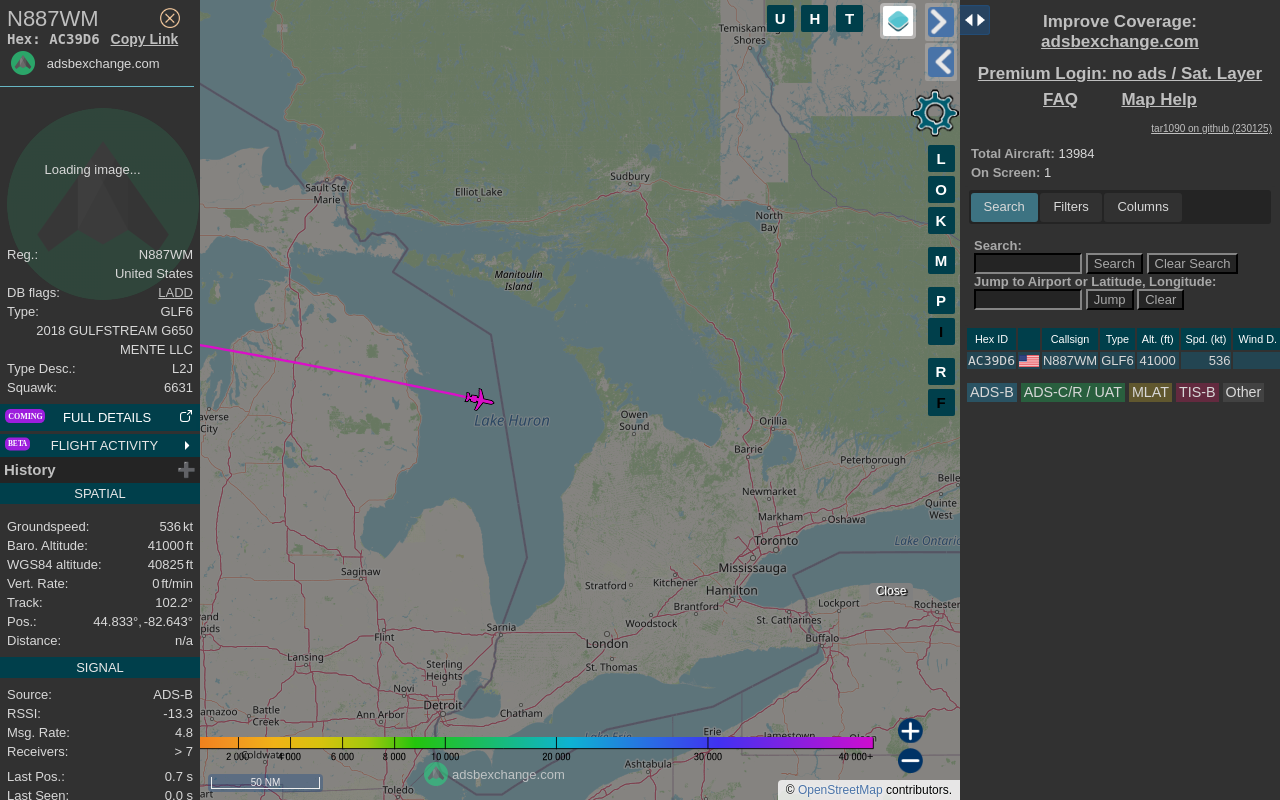 N887WM
Hex: AC39D6 Copy Link
adsbexchange.com
Loading image...
Reg.: N887WM
United States
DB flags: LADD
Type: GLF6
2018 GULFSTREAM G650
MENTE LLC
Type Desc.: L2J
Squawk: 6631
COMING FULL DETAILS
BETA FLIGHT ACTIVITY
History
SPATIAL
Groundspeed: 536 kt
Baro. Altitude: 41000 ft
WGS84 altitude: 40825 ft
Vert. Rate: 0 ft/min
Track: 102.2°
Pos.: 44.833°, -82.643°
Distance: n/a
SIGNAL
Source: ADS-B
RSSI: -13.3
Msg. Rate: 4.8
Receivers: > 7
Last Pos.: 0.7 s
Last Seen: 0.0 s
U H T
L
O
K
M
P
I
R
F
Shores
Sault Ste.
Marie
Elliot Lake
Sudbury
North
Bay
Manitoulin
Island
Lake Huron
averse
City
Owen
Sound
Orillia
Barrie
Peterborough
Belle
Newmarket
Quinte
West
Markham
Oshawa
Toronto
Lake Ontario
Mississauga
Saginaw
Stratford
Kitchener
Hamilton
Close
Brantford
Lockport
Rochester
Woodstock
St. Catharines
Sarnia
Flint
London
Buffalo
Lansing
St. Thomas
Sterling
Heights
Novi
Detroit
Chatham
amazoo
Battle
Creek
Ann Arbor
Lake Erie
Erie
Jamestown
2 000 4 000 6 000 8 000 10 000 20 000 30 000 40 000+
Ashtabula
adsbexchange.com
50 NM
Toledo
© OpenStreetMap contributors.
Improve Coverage:
adsbexchange.com
Premium Login: no ads / Sat. Layer
FAQ Map Help
tar1090 on github (230125)
Total Aircraft: 13984
On Screen: 1
Search Filters Columns
Search:
Search Clear Search
Jump to Airport or Latitude, Longitude:
Jump Clear
Hex ID Callsign Type Alt. (ft) Spd. (kt) Wind D.
AC39D6 N887WM GLF6 41000 536
ADS-B ADS-C/R / UAT MLAT TIS-B Other